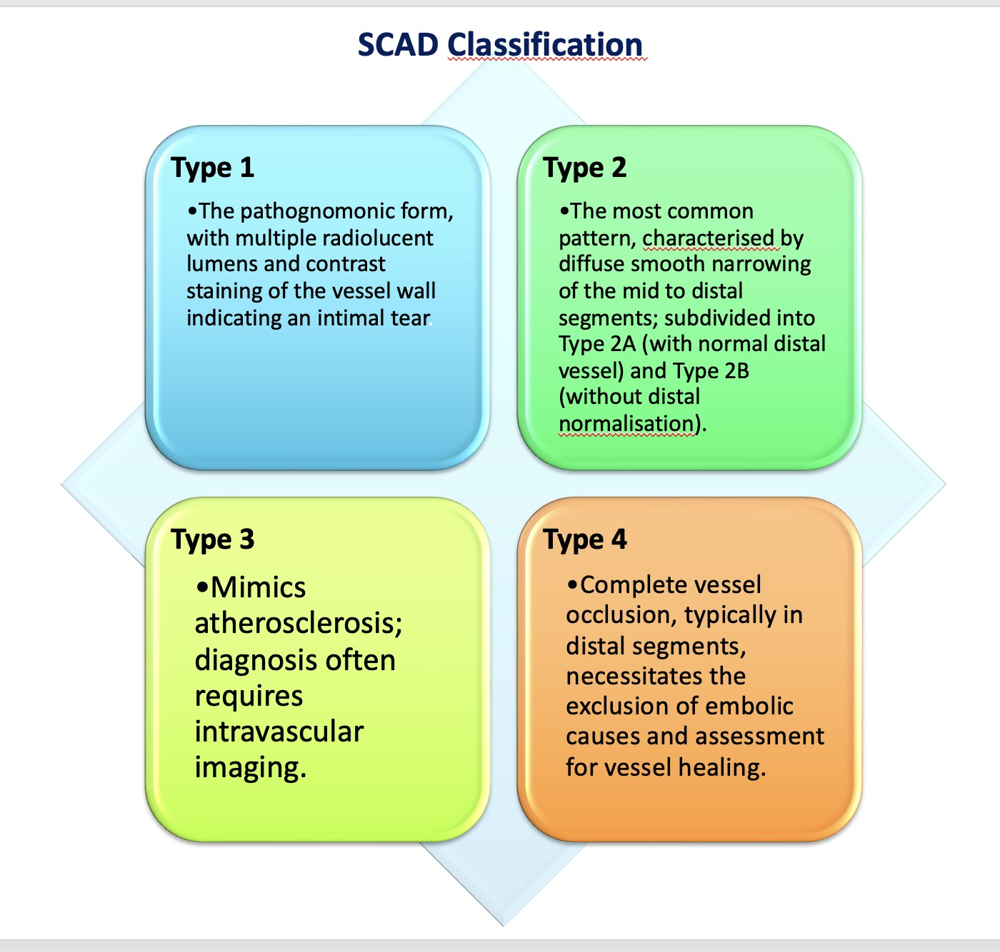 SCAD Classification
Type 1
•The pathognomonic form,
with multiple radiolucent
lumens and contrast
staining of the vessel wall
indicating an intimal tear.
Type 2
•The most common
pattern, characterised by
diffuse smooth narrowing
of the mid to distal
segments; subdivided into
Type 2A (with normal distal
vessel) and Type 2B
(without distal
normalisation).
Type 3
•Mimics
atherosclerosis;
diagnosis often
requires
intravascular
imaging.
Type 4
•Complete vessel
occlusion, typically in
distal segments,
necessitates the
exclusion of embolic
causes and assessment
for vessel healing.